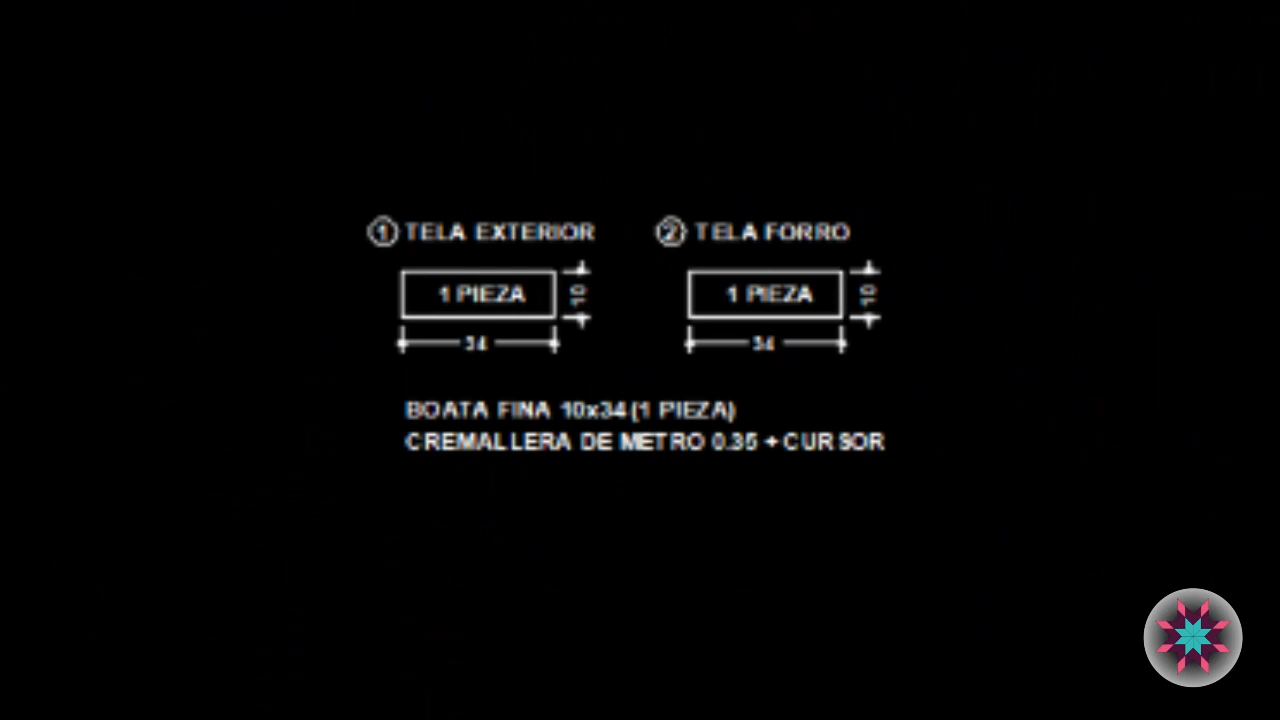 1 TELA EXTERIOR
2 TELA FORRO
1 PIEZA
10
1 PIEZA
10
34
34
BOATA FINA 10x34 (1 PIEZA)
CREMALLERA DE METRO 0.35 + CURSOR